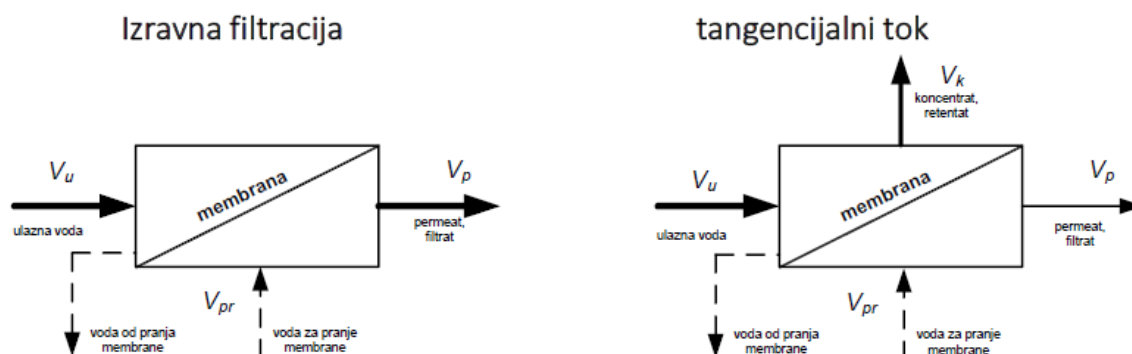 Izravna filtracija
V_u
ulazna voda
membrana
V_p
permeat,
filtrat
V_pr
voda od pranja
membrane
voda za pranje
membrane
tangencijalni tok
V_k
koncentrat,
retentat
V_u
ulazna voda
membrana
V_p
permeat,
filtrat
V_pr
voda od pranja
membrane
voda za pranje
membrane